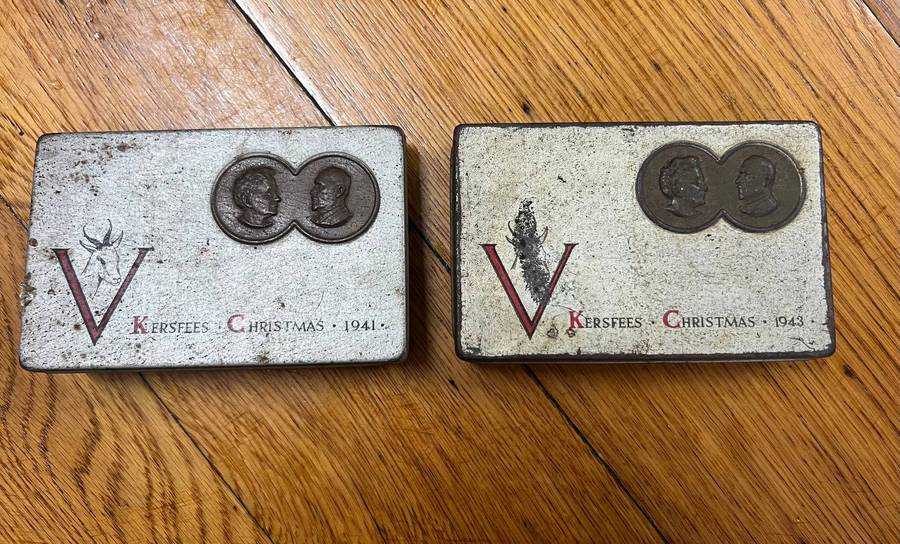 V KERSFEES · CHRISTMAS · 1941 ·
V KERSFEES · CHRISTMAS · 1943 ·